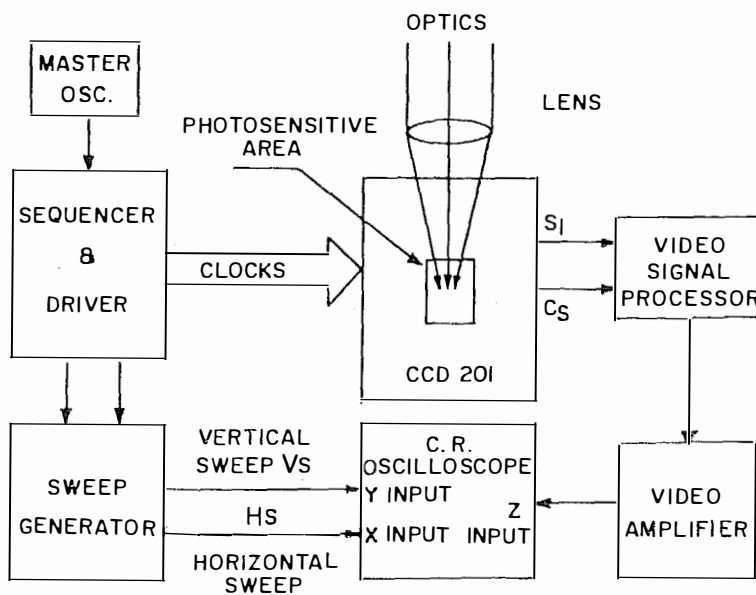 OPTICS
MASTER
OSC.
LENS
PHOTOSENSITIVE
AREA
SEQUENCER
&
DRIVER
CLOCKS
SI
CS
VIDEO
SIGNAL
PROCESSOR
CCD 201
VERTICAL
SWEEP VS
C. R.
OSCILLOSCOPE
Y INPUT
Z
INPUT
X INPUT
SWEEP
GENERATOR
HS
HORIZONTAL
SWEEP
VIDEO
AMPLIFIER